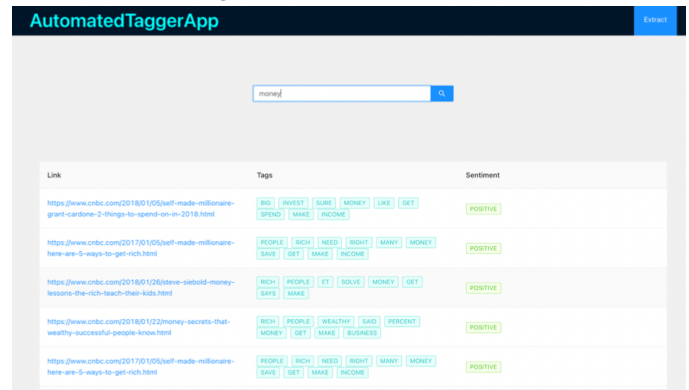 AutomatedTaggerApp
Extract
money
Link Tags Sentiment
https://www.cnbc.com/2018/01/05/self-made-millionaire-
grant-cardone-2-things-to-spend-on-in-2018.html
BIG INVEST SURE MONEY LIKE GET
SPEND MAKE INCOME
POSITIVE
https://www.cnbc.com/2017/01/05/self-made-millionaire-
here-are-5-ways-to-get-rich.html
PEOPLE RICH NEED RIGHT MANY MONEY
SAVE GET MAKE INCOME
POSITIVE
https://www.cnbc.com/2018/01/26/steve-siebold-money-
lessons-the-rich-teach-their-kids.html
RICH PEOPLE ET SOLVE MONEY GET
SAYS MAKE
POSITIVE
https://www.cnbc.com/2018/01/22/money-secrets-that-
wealthy-successful-people-know.html
RICH PEOPLE WEALTHY SAID PERCENT
MONEY GET MAKE BUSINESS
POSITIVE
https://www.cnbc.com/2017/01/05/self-made-millionaire-
here-are-5-ways-to-get-rich.html
PEOPLE RICH NEED RIGHT MANY MONEY
SAVE GET MAKE INCOME
POSITIVE